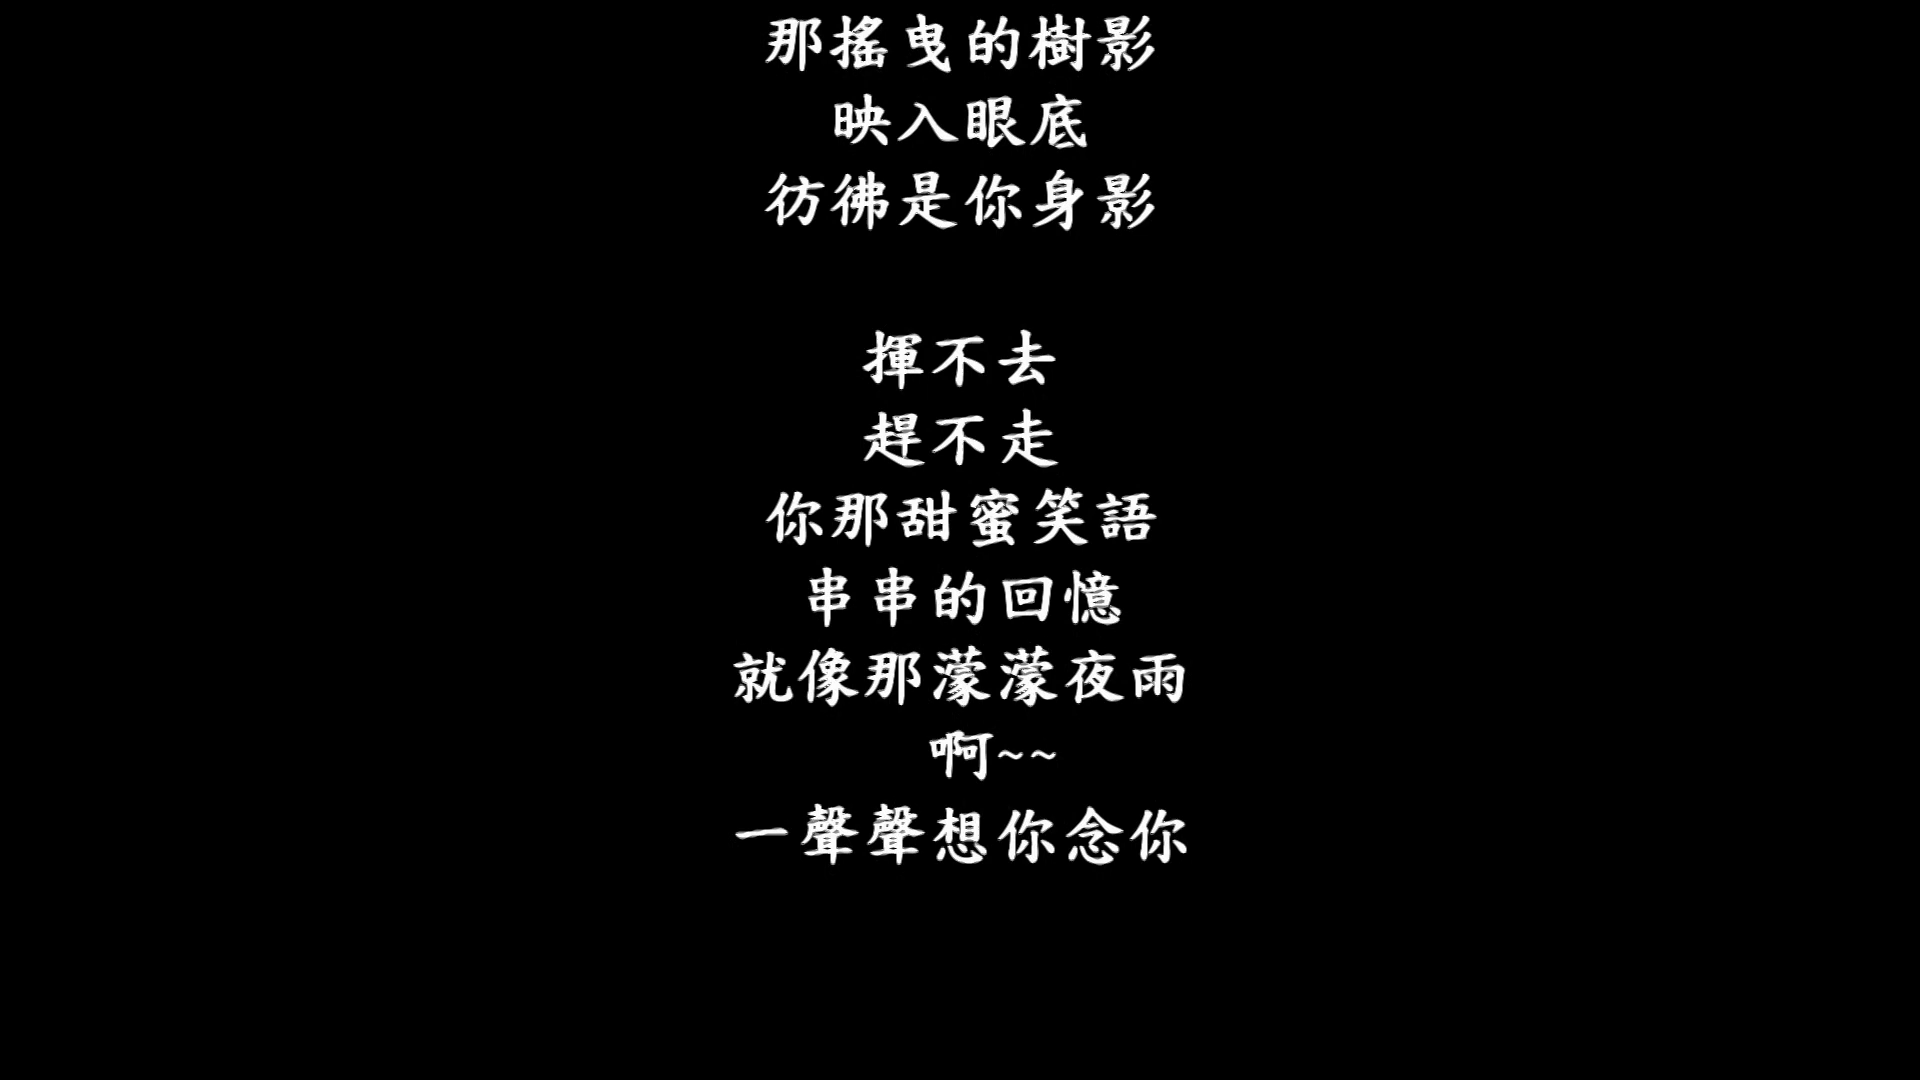 那搖曳的樹影
映入眼底
彷彿是你身影
揮不去
趕不走
你那甜蜜笑語
串串的回憶
就像那濛濛夜雨
啊~~
一聲聲想你念你